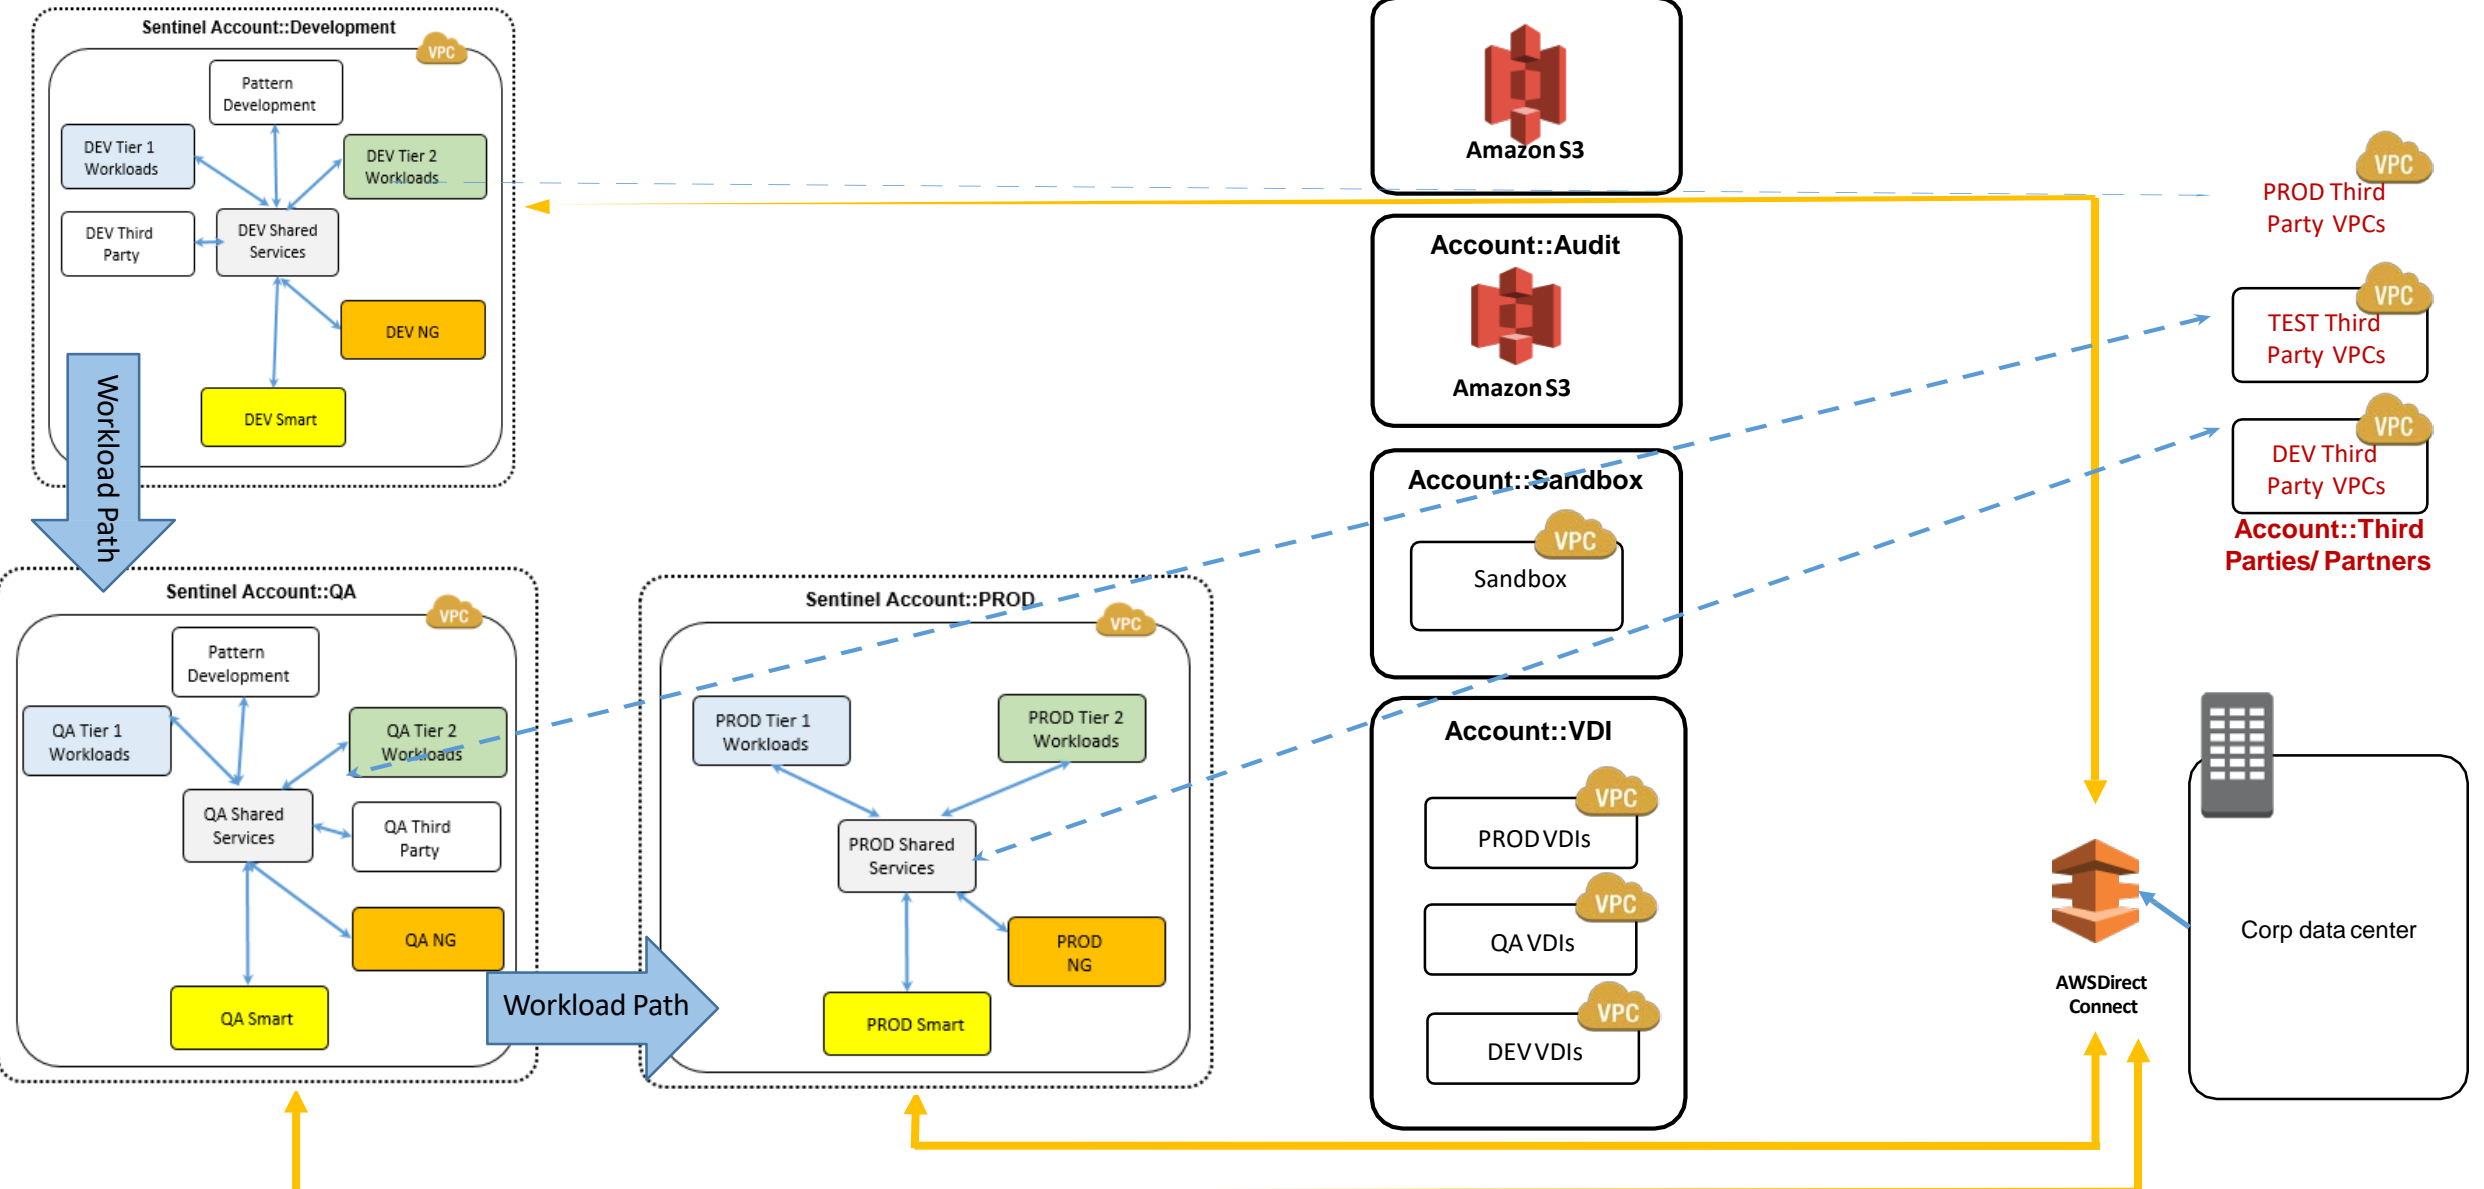 Sentinel Account::Development
VPC
Pattern
Development
DEV Tier 1
Workloads
DEV Tier 2
Workloads
DEV Third
Party
DEV Shared
Services
DEV NG
DEV Smart
Workload Path
Sentinel Account::QA
VPC
Pattern
Development
QA Tier 1
Workloads
QA Tier 2
Workloads
QA Shared
Services
QA Third
Party
QA NG
QA Smart
Workload Path
Sentinel Account::PROD
VPC
PROD Tier 1
Workloads
PROD Tier 2
Workloads
PROD Shared
Services
PROD
NG
PROD Smart
Amazon S3
Account::Audit
Amazon S3
Account::Sandbox
VPC
Sandbox
Account::VDI
VPC
PROD VDIs
VPC
QA VDIs
VPC
DEV VDIs
VPC
PROD Third
Party VPCs
VPC
TEST Third
Party VPCs
VPC
DEV Third
Party VPCs
Account::Third
Parties/ Partners
Corp data center
AWSDirect
Connect